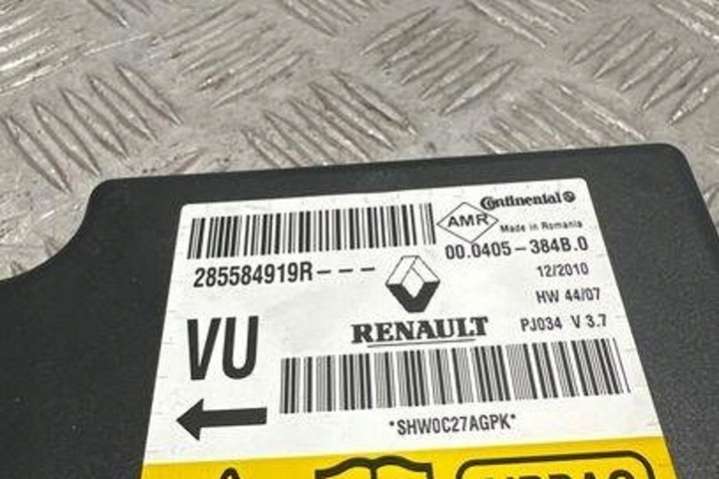 Continental
AMR
Made in Romania
285584919R---
00.0405-384B.0
12/2010
HW 44/07
VU
RENAULT
PJ034 V 3.7
*SHW0C27AGPK*